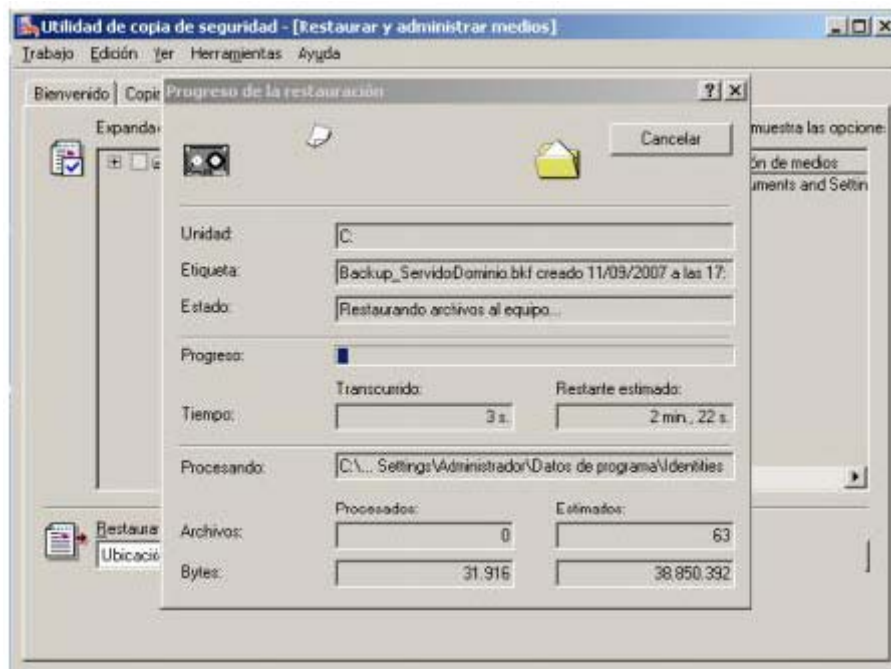 Utilidad de copia de seguridad - [Restaurar y administrar medios]
Trabajo Edición Ver Herramientas Ayuda
Bienvenido Copi
Progreso de la restauración
Expanda
muestra las opcione
Cancelar
ón de medios
uments and Settin
Unidad: C:
Etiqueta: Backup_ServidoDominio.bkf creado 11/09/2007 a las 17:
Estado: Restaurando archivos al equipo...
Progreso:
Transcurrido: Restante estimado:
Tiempo: 3 s. 2 min., 22 s.
Procesando: C:\... Settings\Administrador\Datos de programa\Identities
Procesados: Estimados:
Archivos: 0 63
Bytes: 31.916 38.850.392
Restaura
Ubicació